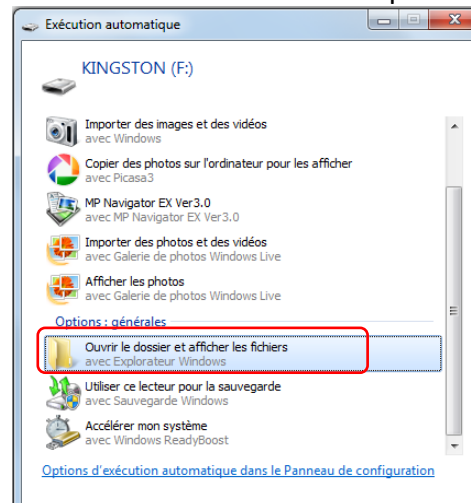 Exécution automatique
KINGSTON (F:)
Importer des images et des vidéos
avec Windows
Copier des photos sur l'ordinateur pour les afficher
avec Picasa3
MP Navigator EX Ver3.0
avec MP Navigator EX Ver3.0
Importer des photos et des vidéos
avec Galerie de photos Windows Live
Afficher les photos
avec Galerie de photos Windows Live
Options : générales
Ouvrir le dossier et afficher les fichiers
avec Explorateur Windows
Utiliser ce lecteur pour la sauvegarde
avec Sauvegarde Windows
Accélérer mon système
avec Windows ReadyBoost
Options d'exécution automatique dans le Panneau de configuration